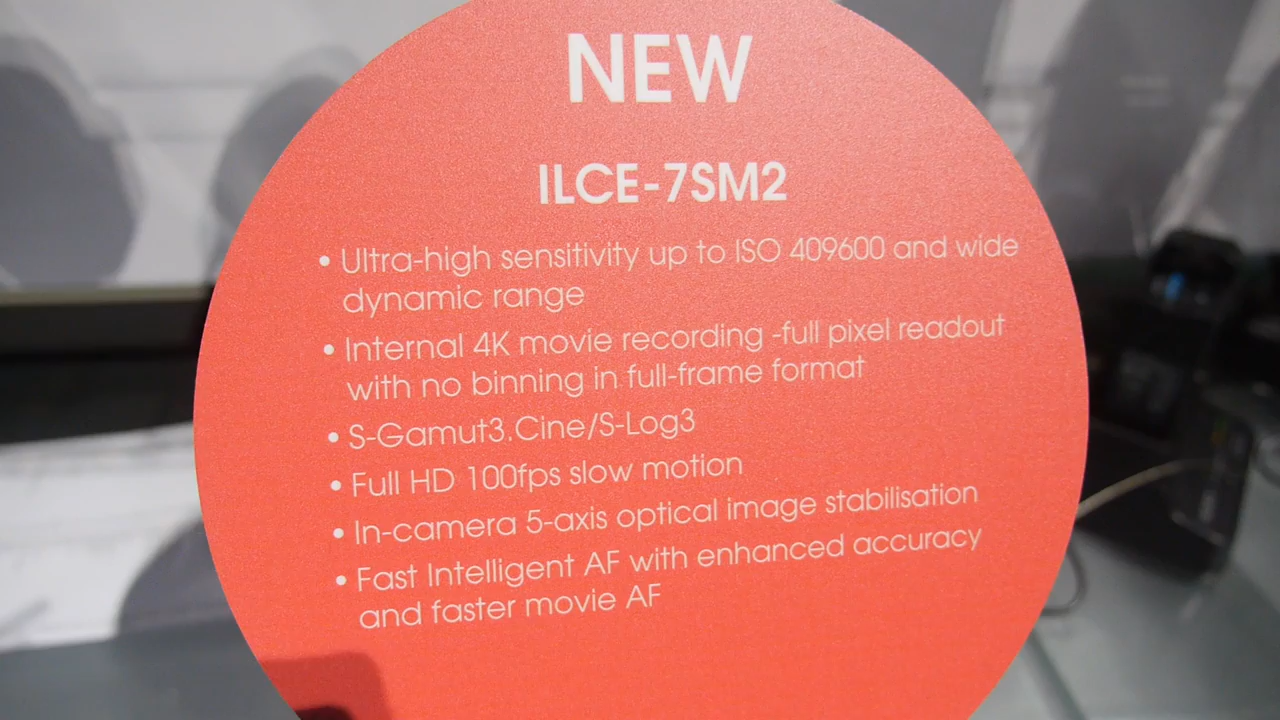 NEW
ILCE-7SM2
• Ultra-high sensitivity up to ISO 409600 and wide
dynamic range
• Internal 4K movie recording -full pixel readout
with no binning in full-frame format
• S-Gamut3.Cine/S-Log3
• Full HD 100fps slow motion
• In-camera 5-axis optical image stabilisation
• Fast Intelligent AF with enhanced accuracy
and faster movie AF